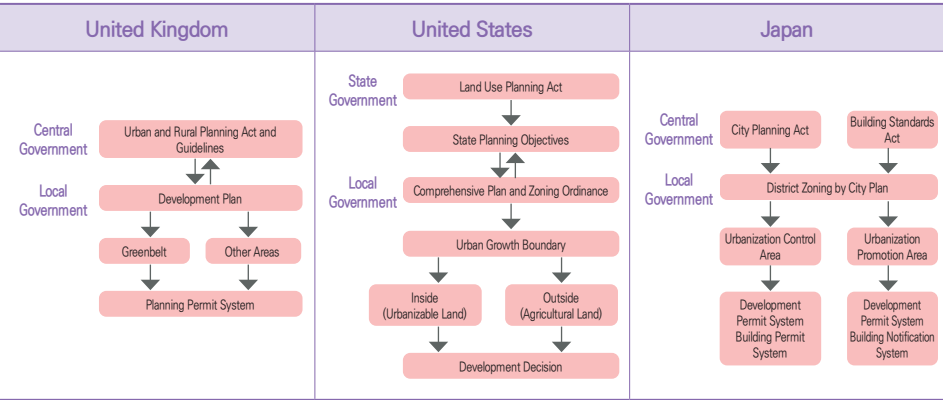 United Kingdom
United States
Japan
Central
Government
Urban and Rural Planning Act and
Guidelines
Local
Government
Development Plan
Greenbelt
Other Areas
Planning Permit System
State
Government
Land Use Planning Act
State Planning Objectives
Local
Government
Comprehensive Plan and Zoning Ordinance
Urban Growth Boundary
Inside
(Urbanizable Land)
Outside
(Agricultural Land)
Development Decision
Central
Government
City Planning Act
Building Standards
Act
Local
Government
District Zoning by City Plan
Urbanization Control
Area
Urbanization
Promotion Area
Development
Permit System
Building Permit
System
Development
Permit System
Building Notification
System